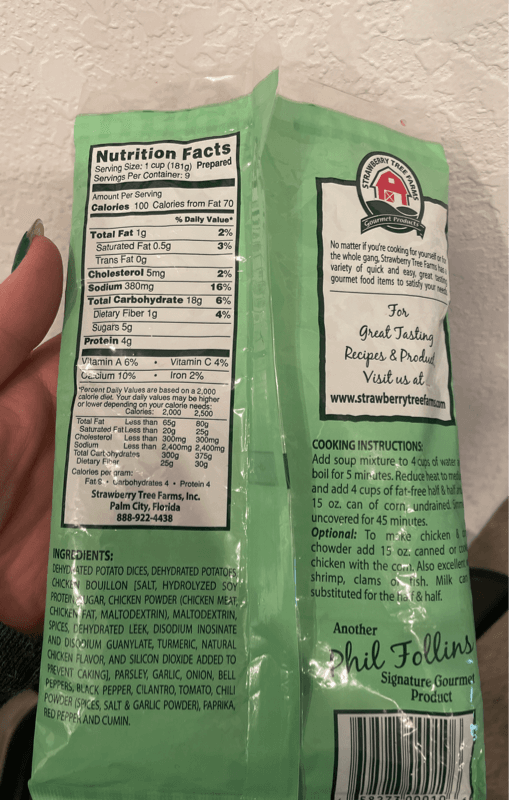 Nutrition Facts
Serving Size: 1 cup (181g) Prepared
Servings Per Container: 9
Amount Per Serving
Calories 100 Calories from Fat 70
% Daily Value*
Total Fat 1g 2%
Saturated Fat 0.5g 3%
Trans Fat 0g
Cholesterol 5mg 2%
Sodium 380mg 16%
Total Carbohydrate 18g 6%
Dietary Fiber 1g 4%
Sugars 5g
Protein 4g
Vitamin A 6% • Vitamin C 4%
Calcium 10% • Iron 2%
*Percent Daily Values are based on a 2,000
calorie diet. Your daily values may be higher
or lower depending on your calorie needs:
Calories: 2,000 2,500
Total Fat Less than 65g 80g
Saturated Fat Less than 20g 25g
Cholesterol Less than 300mg 300mg
Sodium Less than 2,400mg 2,400mg
Total Carbohydrates 300g 375g
Dietary Fiber 25g 30g
Calories per gram:
Fat 9 • Carbohydrates 4 • Protein 4
Strawberry Tree Farms, Inc.
Palm City, Florida
888-922-4438
INGREDIENTS:
DEHYDRATED POTATO DICES, DEHYDRATED POTATOES,
CHICKEN BOUILLON [SALT, HYDROLYZED SOY
PROTEIN, SUGAR, CHICKEN POWDER (CHICKEN MEAT,
CHICKEN FAT, MALTODEXTRIN), MALTODEXTRIN,
SPICES, DEHYDRATED LEEK, DISODIUM INOSINATE
AND DISODIUM GUANYLATE, TURMERIC, NATURAL
CHICKEN FLAVOR, AND SILICON DIOXIDE ADDED TO
PREVENT CAKING], PARSLEY, GARLIC, ONION, BELL
PEPPERS, BLACK PEPPER, CILANTRO, TOMATO, CHILI
POWDER (SPICES, SALT & GARLIC POWDER), PAPRIKA,
RED PEPPER AND CUMIN.
STRAWBERRY TREE FARMS
Gourmet Products
No matter if you're cooking for yourself or for
the whole gang, Strawberry Tree Farms has a
variety of quick and easy, great tasting
gourmet food items to satisfy your needs.
For
Great Tasting
Recipes & Produ
Visit us at
www.strawberrytreefarm.com
COOKING INSTRUCTIONS:
Add soup mixture to 4 cups of water
boil for 5 minutes. Reduce heat to med
and add 4 cups of fat-free half & half and
15 oz. can of corn, undrained. Simm
uncovered for 45 minutes.
Optional: To make chicken &
chowder add 15 oz. canned or coo
chicken with the corn. Also excellent
shrimp, clams or fish. Milk can
substituted for the half & half.
Another
Phil Follins
Signature Gourmet
Product